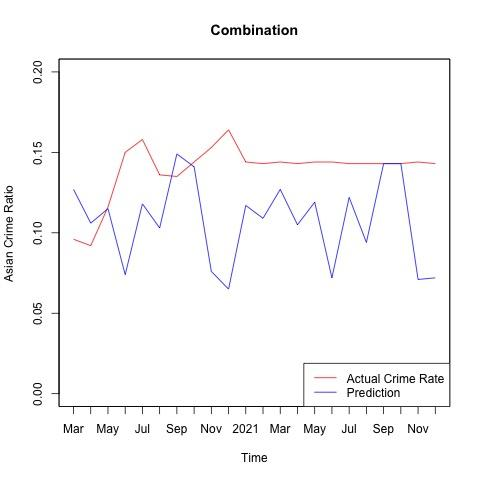 Combination
Asian Crime Ratio
0.20
0.15
0.10
0.05
0.00
Actual Crime Rate
Prediction
Mar May Jul Sep Nov 2021 Mar May Jul Sep Nov
Time